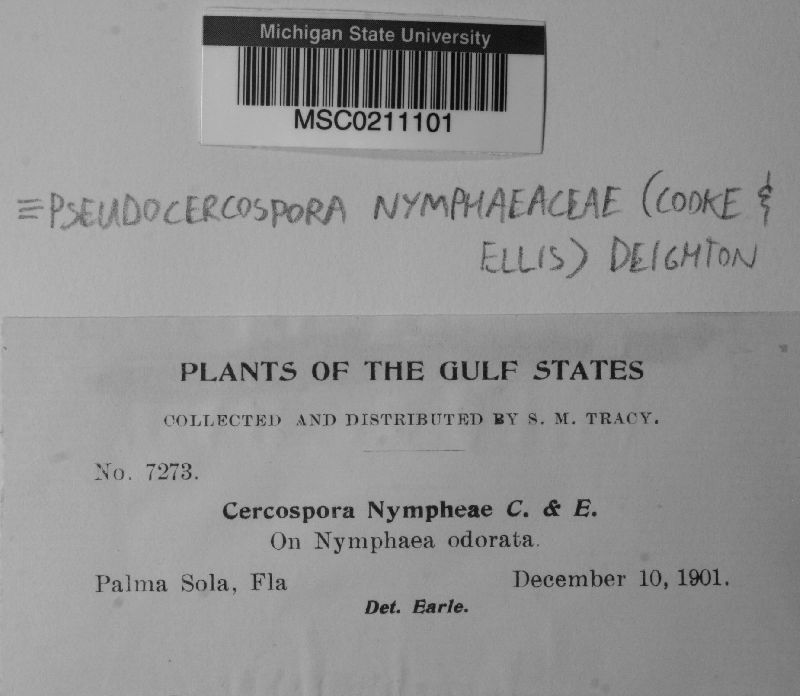 Michigan State University
MSC0211101
≡PSEUDOCERCOSPORA NYMPHAEACEAE (COOKE &
ELLIS) DEIGHTON
PLANTS OF THE GULF STATES
COLLECTED AND DISTRIBUTED BY S. M. TRACY.
No. 7273.
Cercospora Nympheae C. & E.
On Nymphaea odorata.
Palma Sola, Fla December 10, 1901.
Det. Earle.